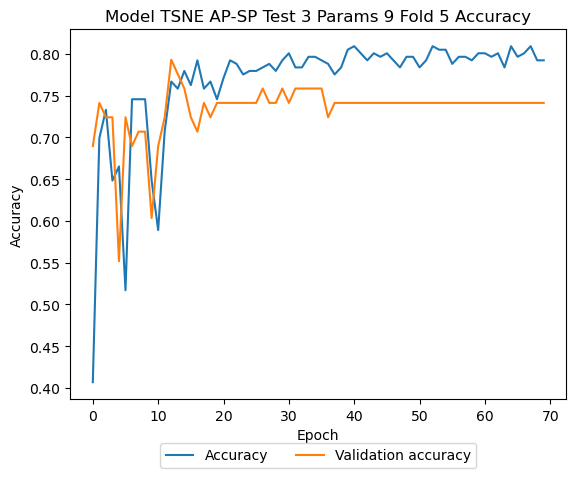 Model TSNE AP-SP Test 3 Params 9 Fold 5 Accuracy
0.80
0.75
0.70
0.65
0.60
0.55
0.50
0.45
0.40
Accuracy
0 10 20 30 40 50 60 70
Epoch
Accuracy Validation accuracy